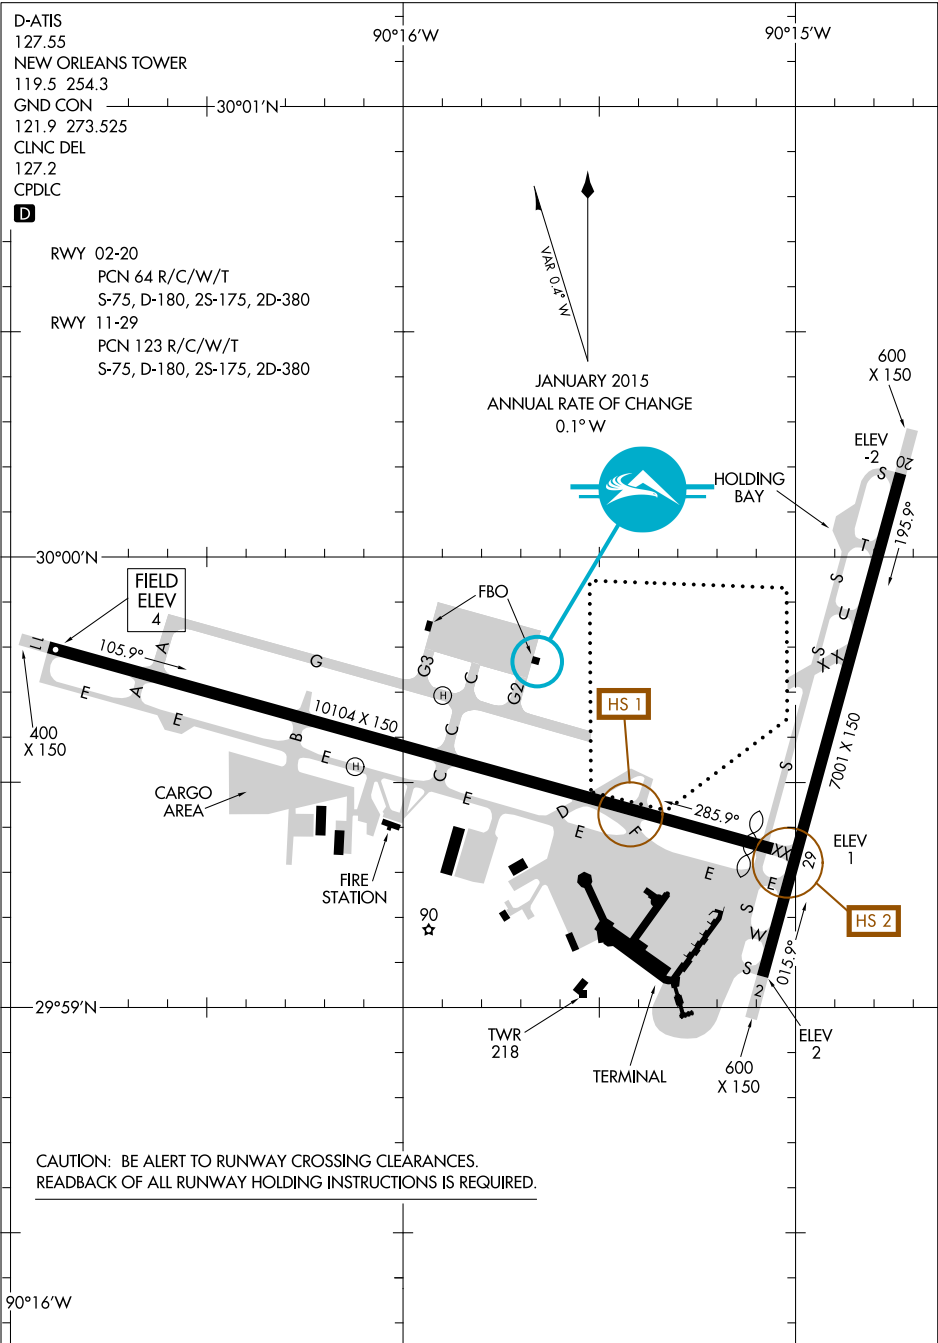 D-ATIS
127.55
NEW ORLEANS TOWER
119.5 254.3
GND CON
121.9 273.525
CLNC DEL
127.2
CPDLC
D
90°16'W
90°15'W
30°01'N
RWY 02-20
PCN 64 R/C/W/T
S-75, D-180, 2S-175, 2D-380
RWY 11-29
PCN 123 R/C/W/T
S-75, D-180, 2S-175, 2D-380
VAR 0.4° W
JANUARY 2015
ANNUAL RATE OF CHANGE
0.1° W
600
X 150
ELEV
-2
20
S
HOLDING
BAY
195.9°
T
S
U
S
XX
30°00'N
FIELD
ELEV
4
FBO
11
105.9°
A
G
G3
C
G2
H
A
E
E
400
X 150
10104 X 150
B
E
H
C
C
E
HS 1
S
7001 X 150
CARGO
AREA
D
E
F
285.9°
XX
E
E
29
ELEV
1
FIRE
STATION
90
S
W
S
HS 2
015.9°
2
29°59'N
TWR
218
TERMINAL
600
X 150
ELEV
2
CAUTION: BE ALERT TO RUNWAY CROSSING CLEARANCES.
READBACK OF ALL RUNWAY HOLDING INSTRUCTIONS IS REQUIRED.
90°16'W